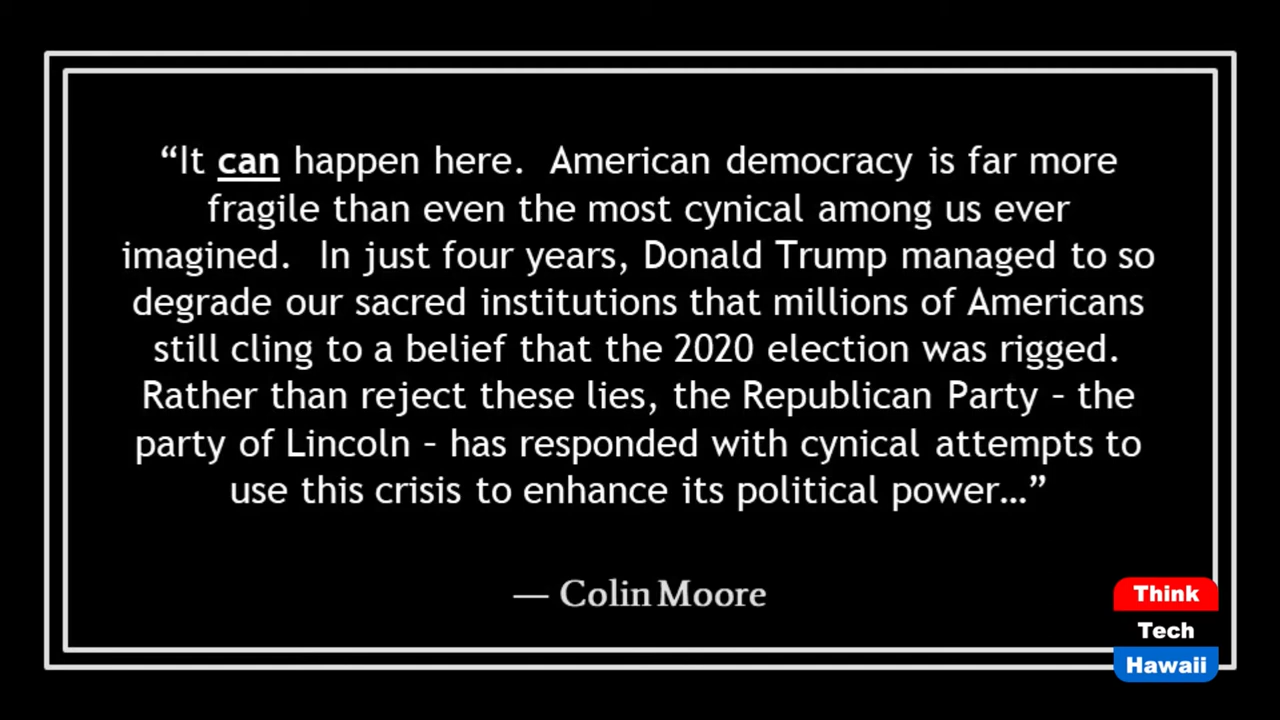 “It can happen here.  American democracy is far more
fragile than even the most cynical among us ever
imagined.  In just four years, Donald Trump managed to so
degrade our sacred institutions that millions of Americans
still cling to a belief that the 2020 election was rigged.
Rather than reject these lies, the Republican Party – the
party of Lincoln – has responded with cynical attempts to
use this crisis to enhance its political power…”
— Colin Moore
Think
Tech
Hawaii